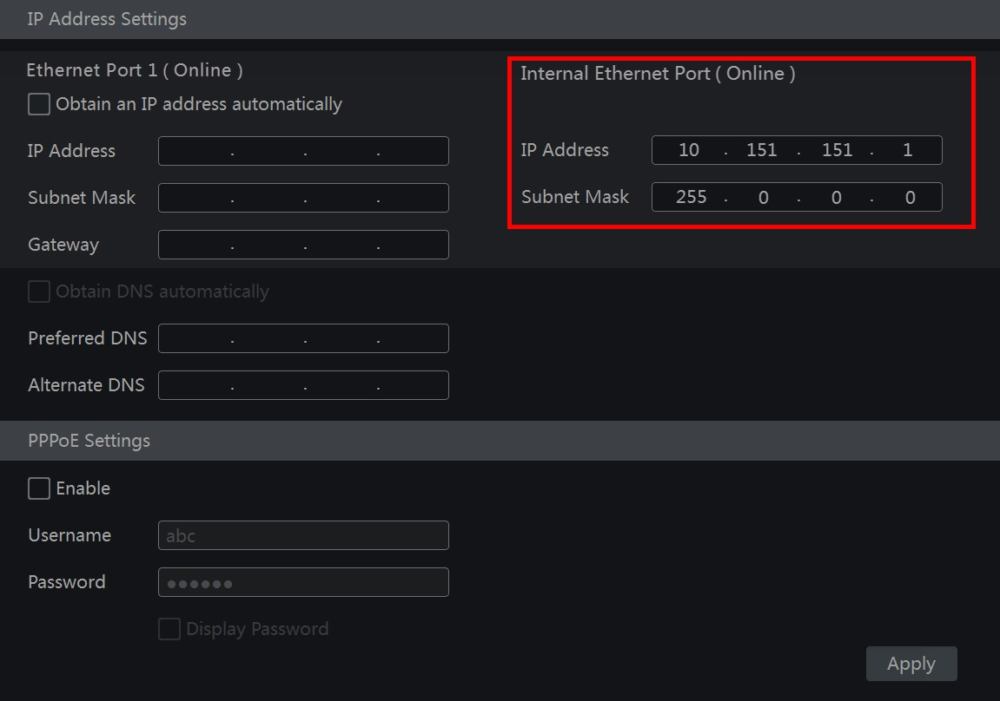 IP Address Settings
Ethernet Port 1 ( Online )
Obtain an IP address automatically
IP Address . . .
Subnet Mask . . .
Gateway . . .
Internal Ethernet Port ( Online )
IP Address 10 . 151 . 151 . 1
Subnet Mask 255 . 0 . 0 . 0
Obtain DNS automatically
Preferred DNS . . .
Alternate DNS . . .
PPPoE Settings
Enable
Username abc
Password ●●●●●●
Display Password
Apply